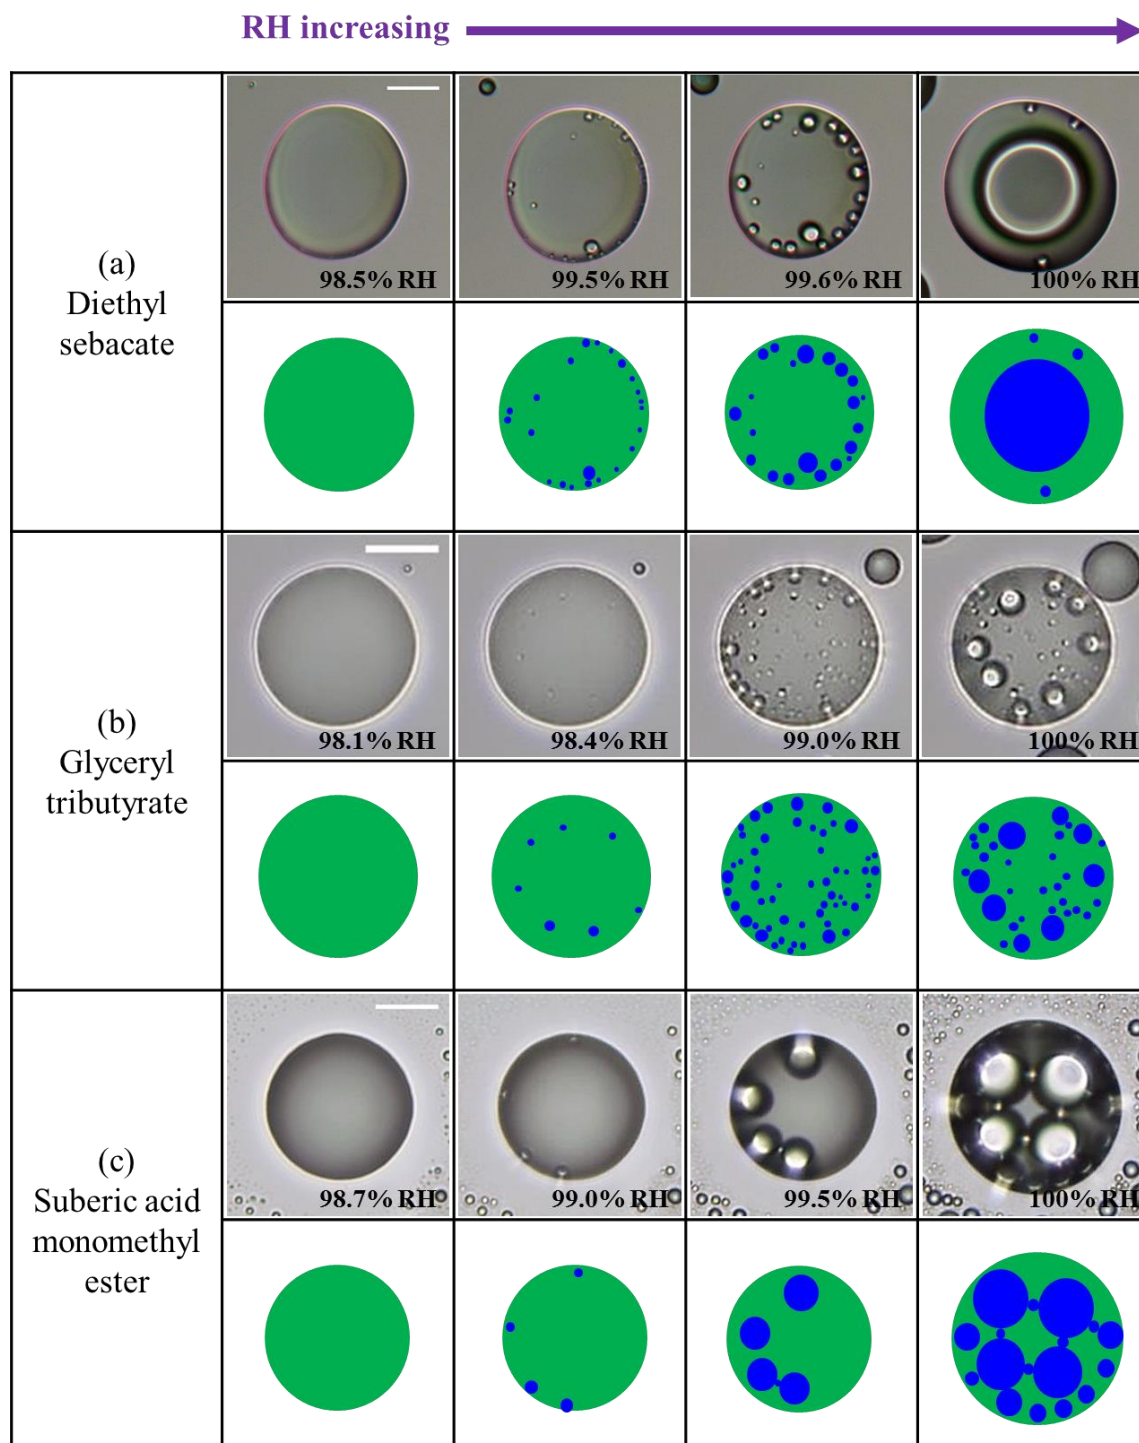 RH increasing
(a)
Diethyl
sebacate
98.5% RH
99.5% RH
99.6% RH
100% RH
(b)
Glyceryl
tributyrate
98.1% RH
98.4% RH
99.0% RH
100% RH
(c)
Suberic acid
monomethyl
ester
98.7% RH
99.0% RH
99.5% RH
100% RH